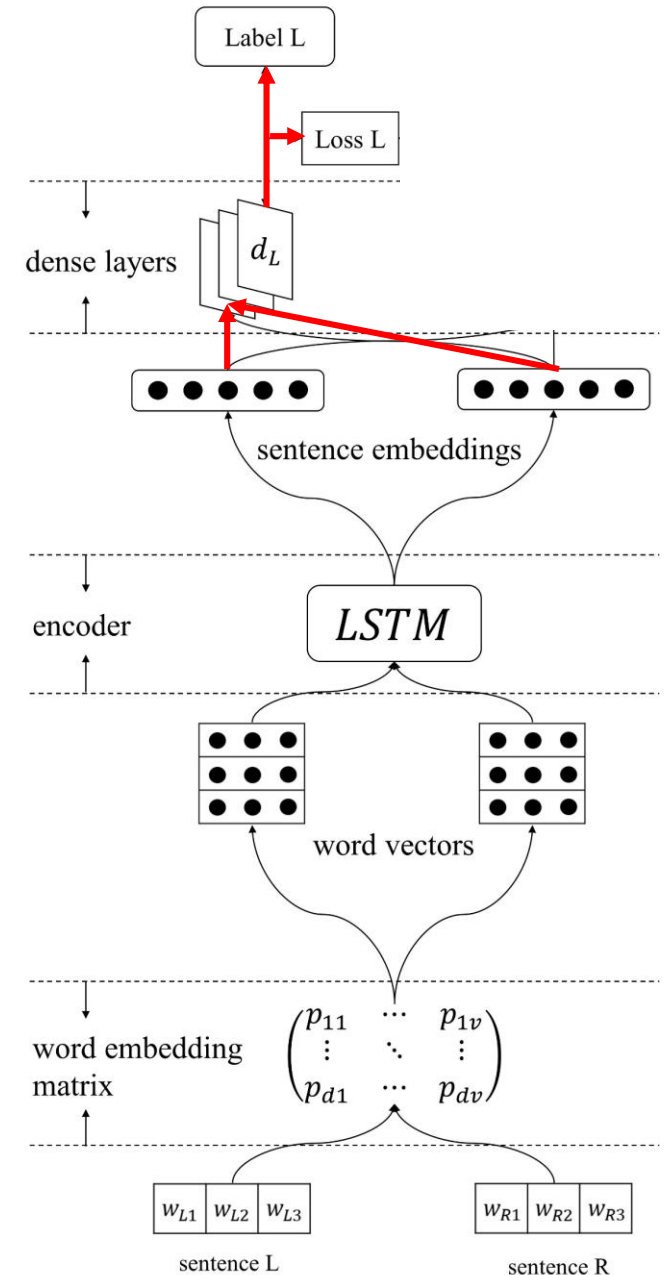 Label L
Loss L
dense layers
d_L
sentence embeddings
encoder
LSTM
word vectors
word embedding
matrix
p_11 ⋯ p_1v
⋮ ⋱ ⋮
p_d1 ⋯ p_dv
w_L1 w_L2 w_L3
w_R1 w_R2 w_R3
sentence L
sentence R